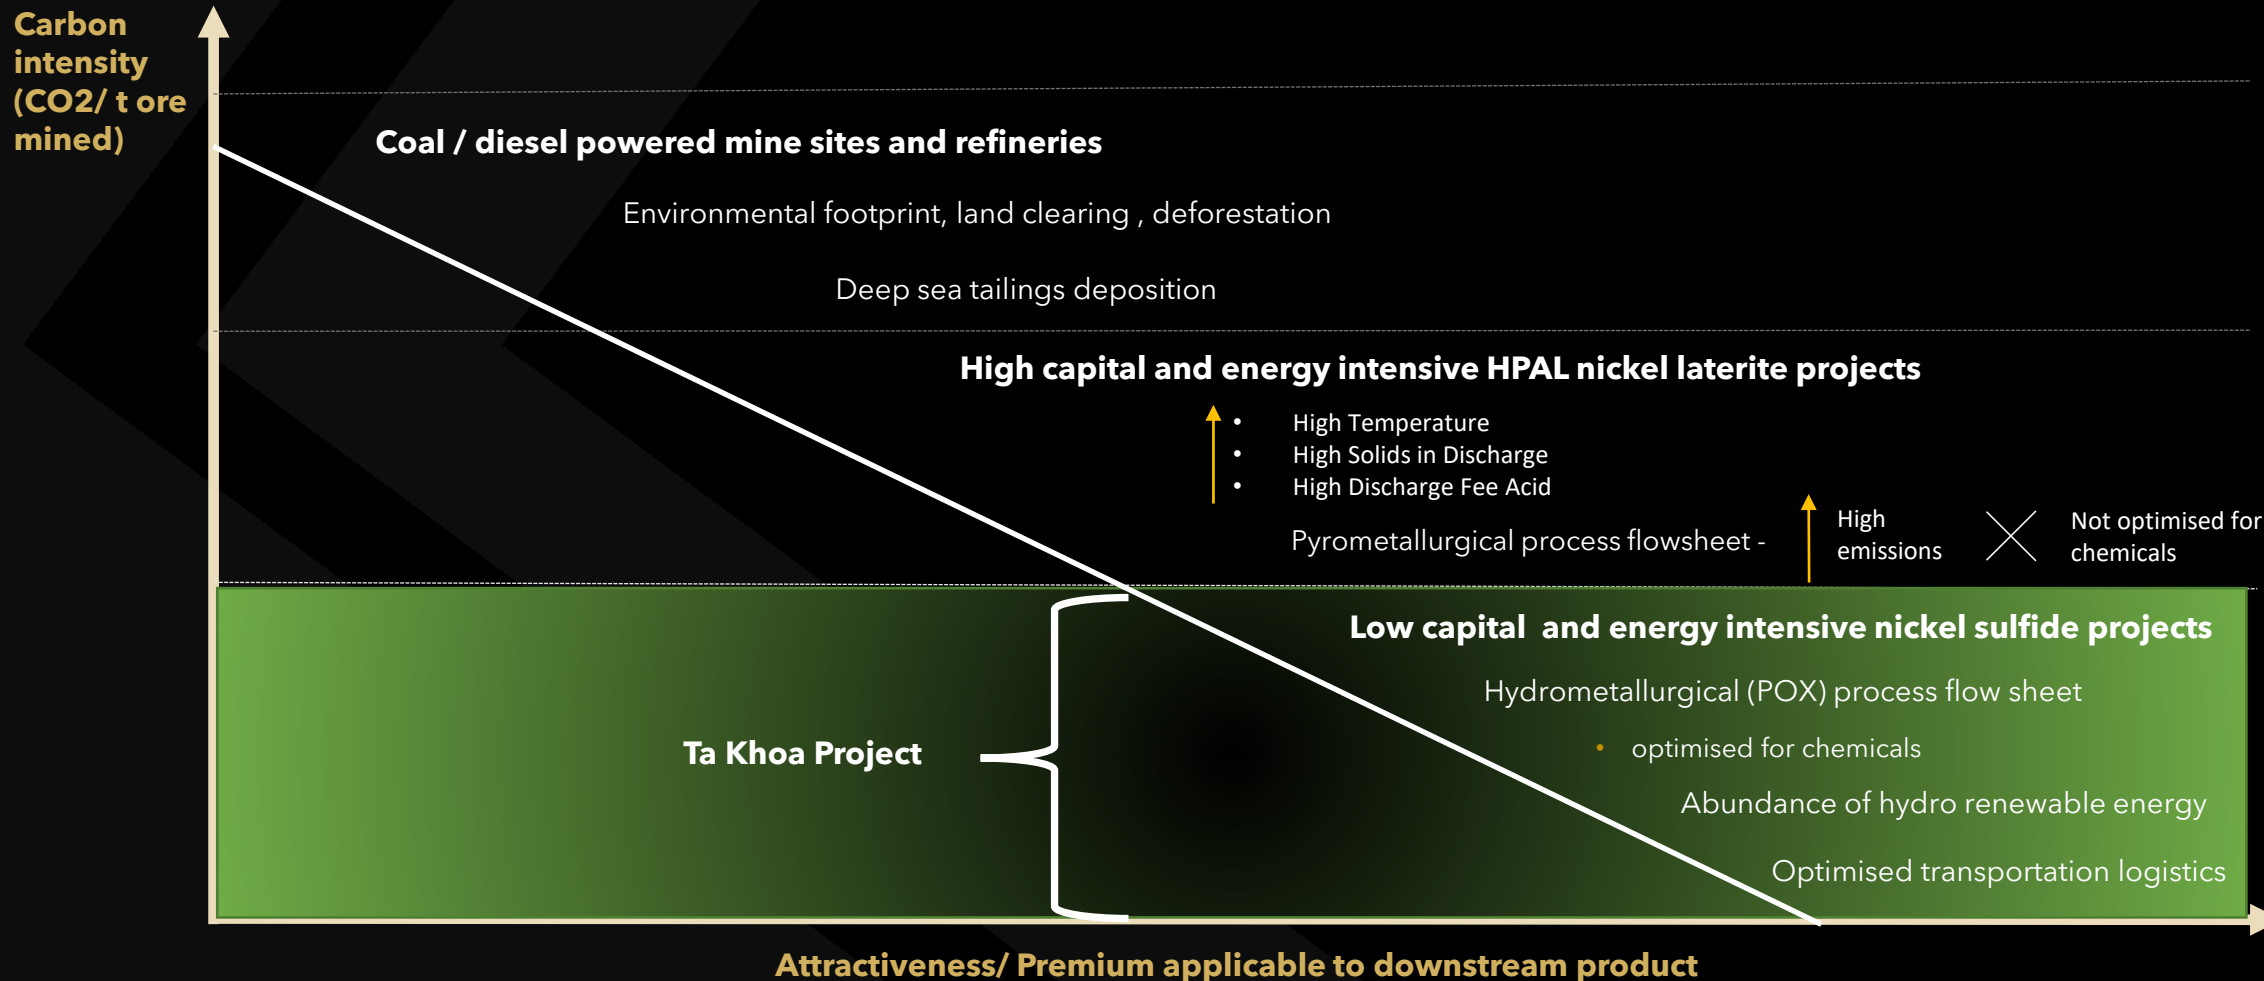 Carbon
intensity
(CO2/ t ore
mined)
Coal / diesel powered mine sites and refineries
Environmental footprint, land clearing , deforestation
Deep sea tailings deposition
High capital and energy intensive HPAL nickel laterite projects
• High Temperature
• High Solids in Discharge
• High Discharge Fee Acid
Pyrometallurgical process flowsheet -
High
emissions
Not optimised for
chemicals
Low capital and energy intensive nickel sulfide projects
Hydrometallurgical (POX) process flow sheet
• optimised for chemicals
Ta Khoa Project
Abundance of hydro renewable energy
Optimised transportation logistics
Attractiveness/ Premium applicable to downstream product